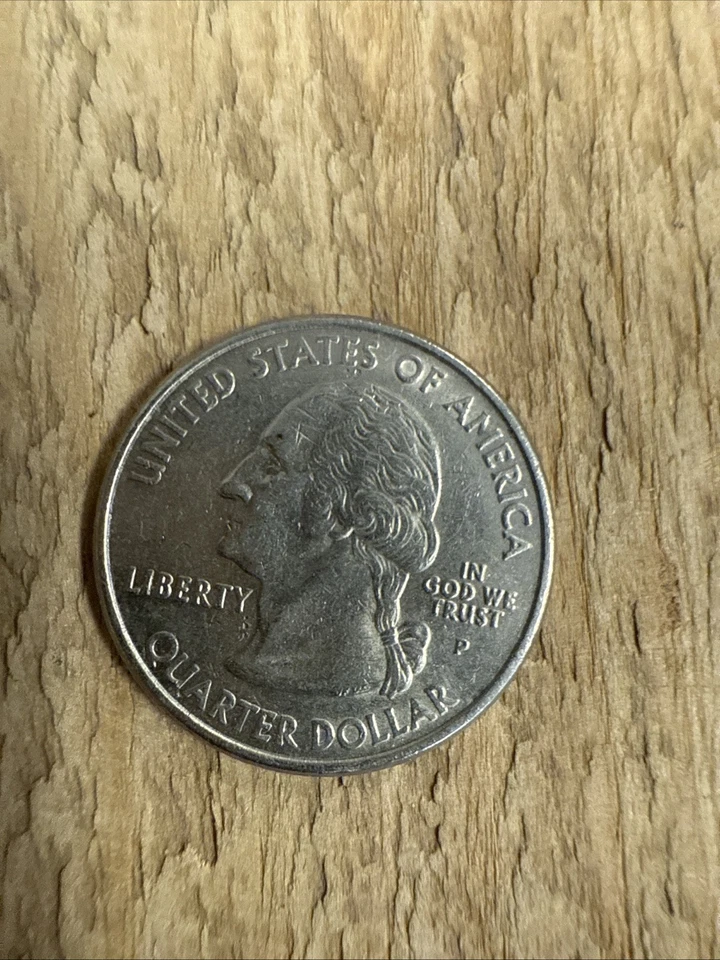 UNITED STATES OF AMERICA
LIBERTY
IN
GOD WE
TRUST
P
QUARTER DOLLAR